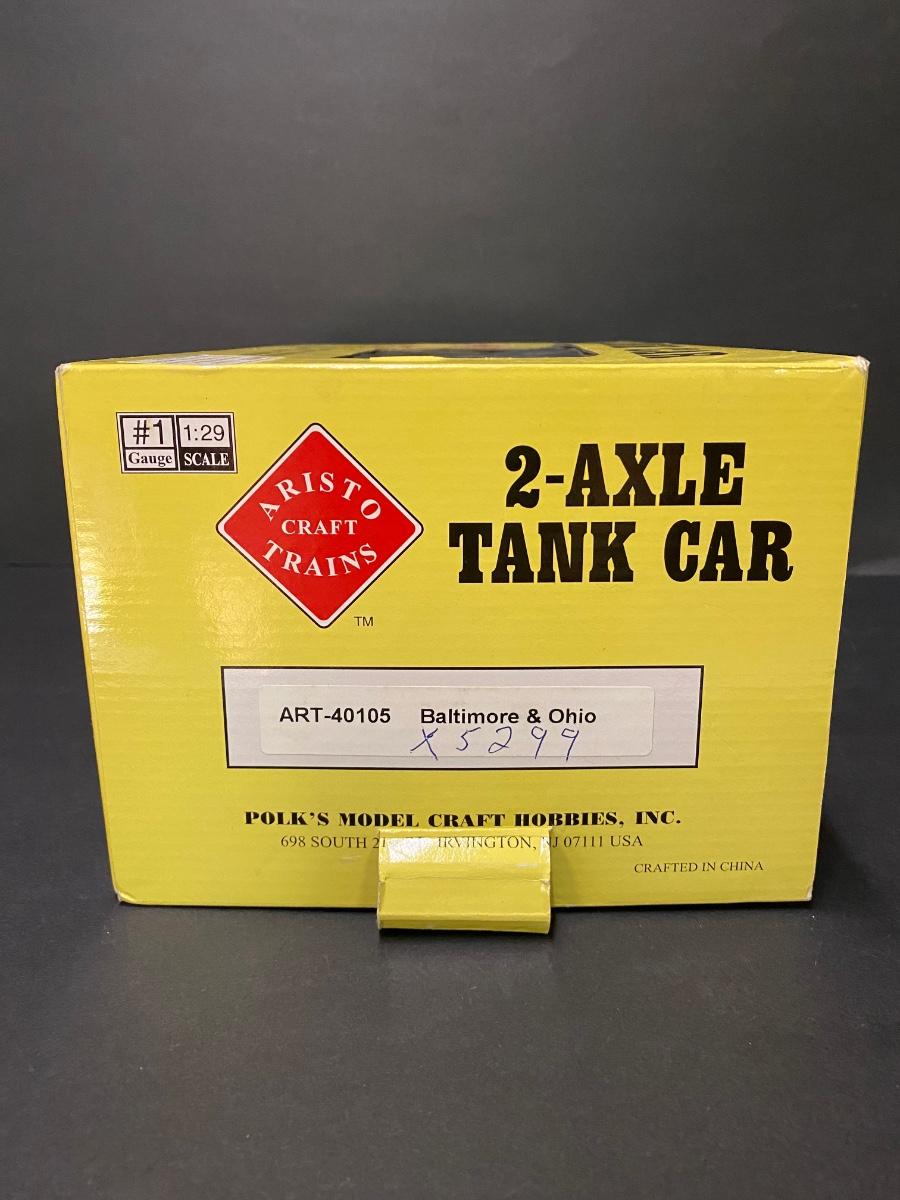 #1 1:29
Gauge SCALE
ARISTO
CRAFT
TRAINS
TM
2-AXLE
TANK CAR
ART-40105 Baltimore & Ohio
X5299
POLK'S MODEL CRAFT HOBBIES, INC.
698 SOUTH IRVINGTON, NJ 07111 USA
CRAFTED IN CHINA